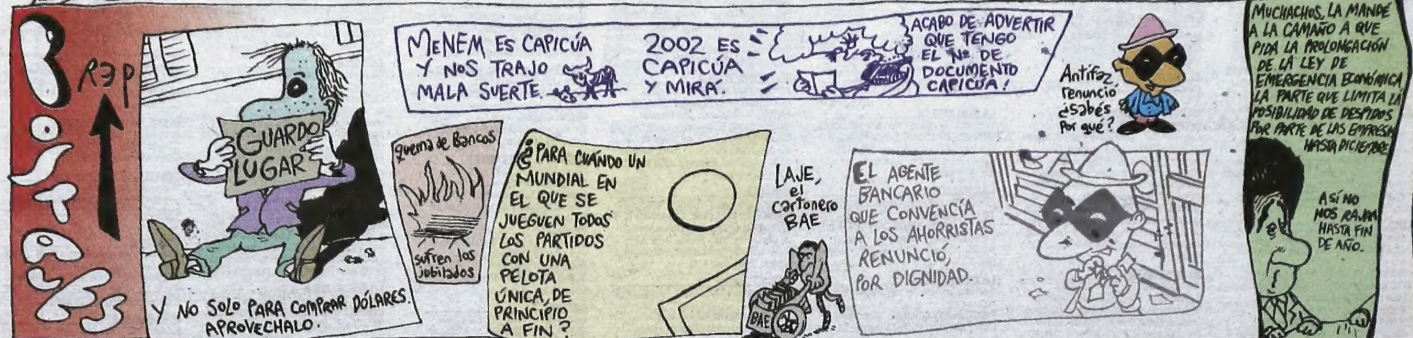 BOSTALES
REP
GUARDO
LUGAR
Y NO SOLO PARA COMPRAR DÓLARES.
APROVECHALO.
MENEM ES CAPICÚA
Y NOS TRAJO
MALA SUERTE.
2002 ES
CAPICÚA
Y MIRÁ.
ACABO DE ADVERTIR
QUE TENGO
EL Nº DE
DOCUMENTO
CAPICÚA!
Quema de Bancos
sufren los
jubilados
¿PARA CUÁNDO UN
MUNDIAL EN
EL QUE SE
JUEGUEN TODOS
LOS PARTIDOS
CON UNA
PELOTA
ÚNICA, DE
PRINCIPIO
A FIN?
LAJE,
el
cartonero
BAE
BAE
Antifaz,
renuncio
¿sabés
Por qué?
EL AGENTE
BANCARIO
QUE CONVENCÍA
A LOS AHORRISTAS
RENUNCIÓ,
POR DIGNIDAD.
MUCHACHOS, LA MANDÉ
A LA CAMAÑO A QUE
PIDA LA PROLONGACIÓN
DE LA LEY DE
EMERGENCIA ECONÓMICA
LA PARTE QUE LIMITA LA
POSIBILIDAD DE DESPIDOS
POR PARTE DE LAS EMPRESAS
HASTA DICIEMBRE
ASÍ NO
NOS RAJAN
HASTA FIN
DE AÑO.